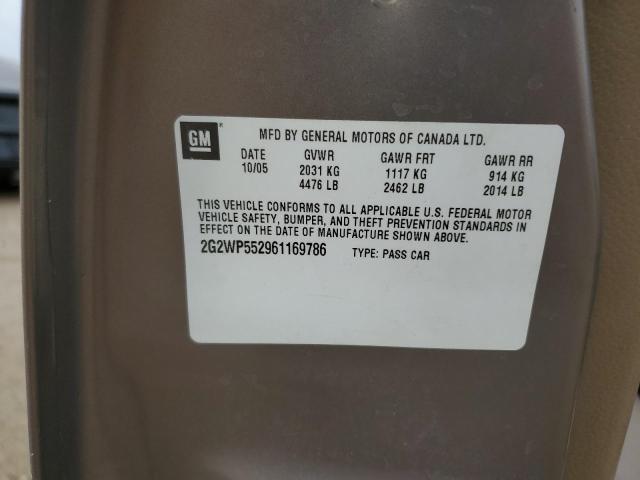 GM
MFD BY GENERAL MOTORS OF CANADA LTD.
DATE GVWR GAWR FRT GAWR RR
10/05 2031 KG 1117 KG 914 KG
4476 LB 2462 LB 2014 LB
THIS VEHICLE CONFORMS TO ALL APPLICABLE U.S. FEDERAL MOTOR
VEHICLE SAFETY, BUMPER, AND THEFT PREVENTION STANDARDS IN
EFFECT ON THE DATE OF MANUFACTURE SHOWN ABOVE.
2G2WP552961169786 TYPE: PASS CAR